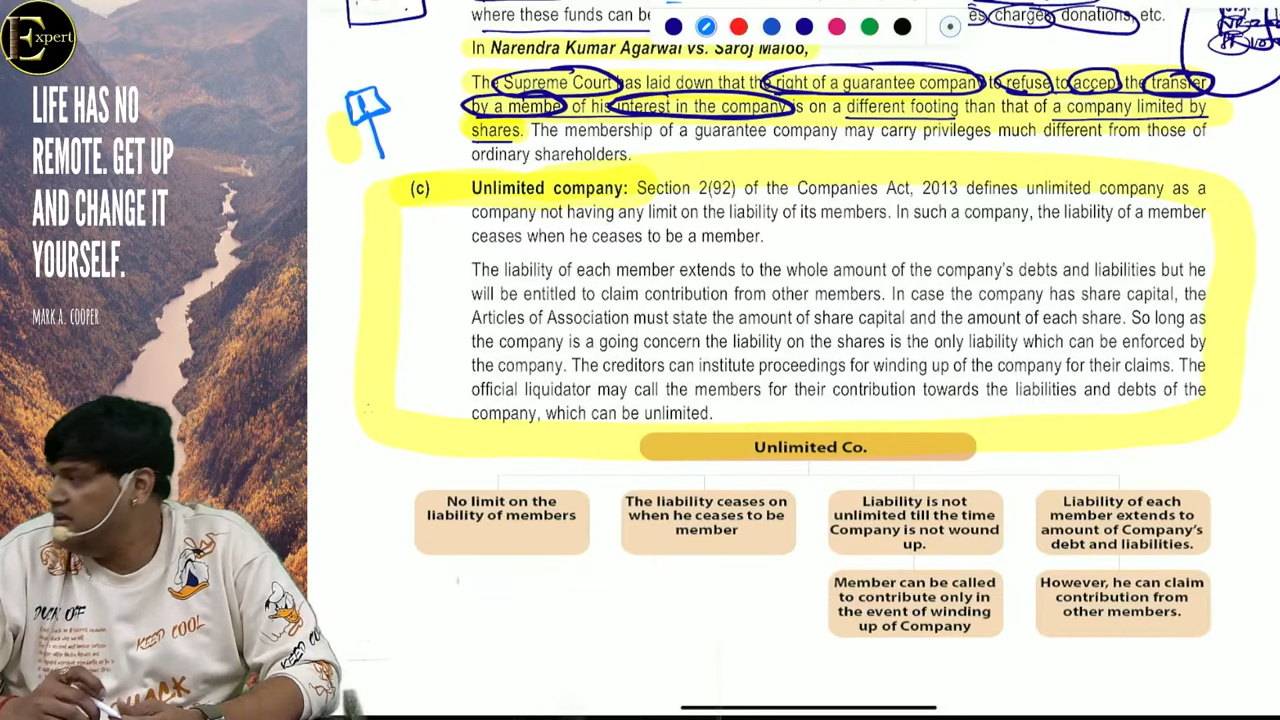 Expert
LIFE HAS NO
REMOTE. GET UP
AND CHANGE IT
YOURSELF.
MARK A. COOPER
where these funds can be
es, charges, donations, etc.
In Narendra Kumar Agarwal vs. Saroj Maloo,
The Supreme Court has laid down that the right of a guarantee company to refuse to accept the transfer
by a member of his interest in the company is on a different footing than that of a company limited by
shares. The membership of a guarantee company may carry privileges much different from those of
ordinary shareholders.
(c) Unlimited company: Section 2(92) of the Companies Act, 2013 defines unlimited company as a
company not having any limit on the liability of its members. In such a company, the liability of a member
ceases when he ceases to be a member.
The liability of each member extends to the whole amount of the company's debts and liabilities but he
will be entitled to claim contribution from other members. In case the company has share capital, the
Articles of Association must state the amount of share capital and the amount of each share. So long as
the company is a going concern the liability on the shares is the only liability which can be enforced by
the company. The creditors can institute proceedings for winding up of the company for their claims. The
official liquidator may call the members for their contribution towards the liabilities and debts of the
company, which can be unlimited.
Unlimited Co.
No limit on the
liability of members
The liability ceases on
when he ceases to be
member
Liability is not
unlimited till the time
Company is not wound
up.
Liability of each
member extends to
amount of Company's
debt and liabilities.
Member can be called
to contribute only in
the event of winding
up of Company
However, he can claim
contribution from
other members.
OFF
KEEP COOL
KEEP CO